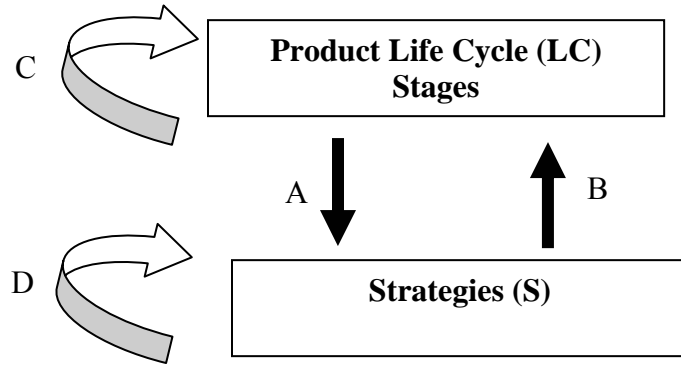 C
Product Life Cycle (LC)
Stages
A
B
D
Strategies (S)